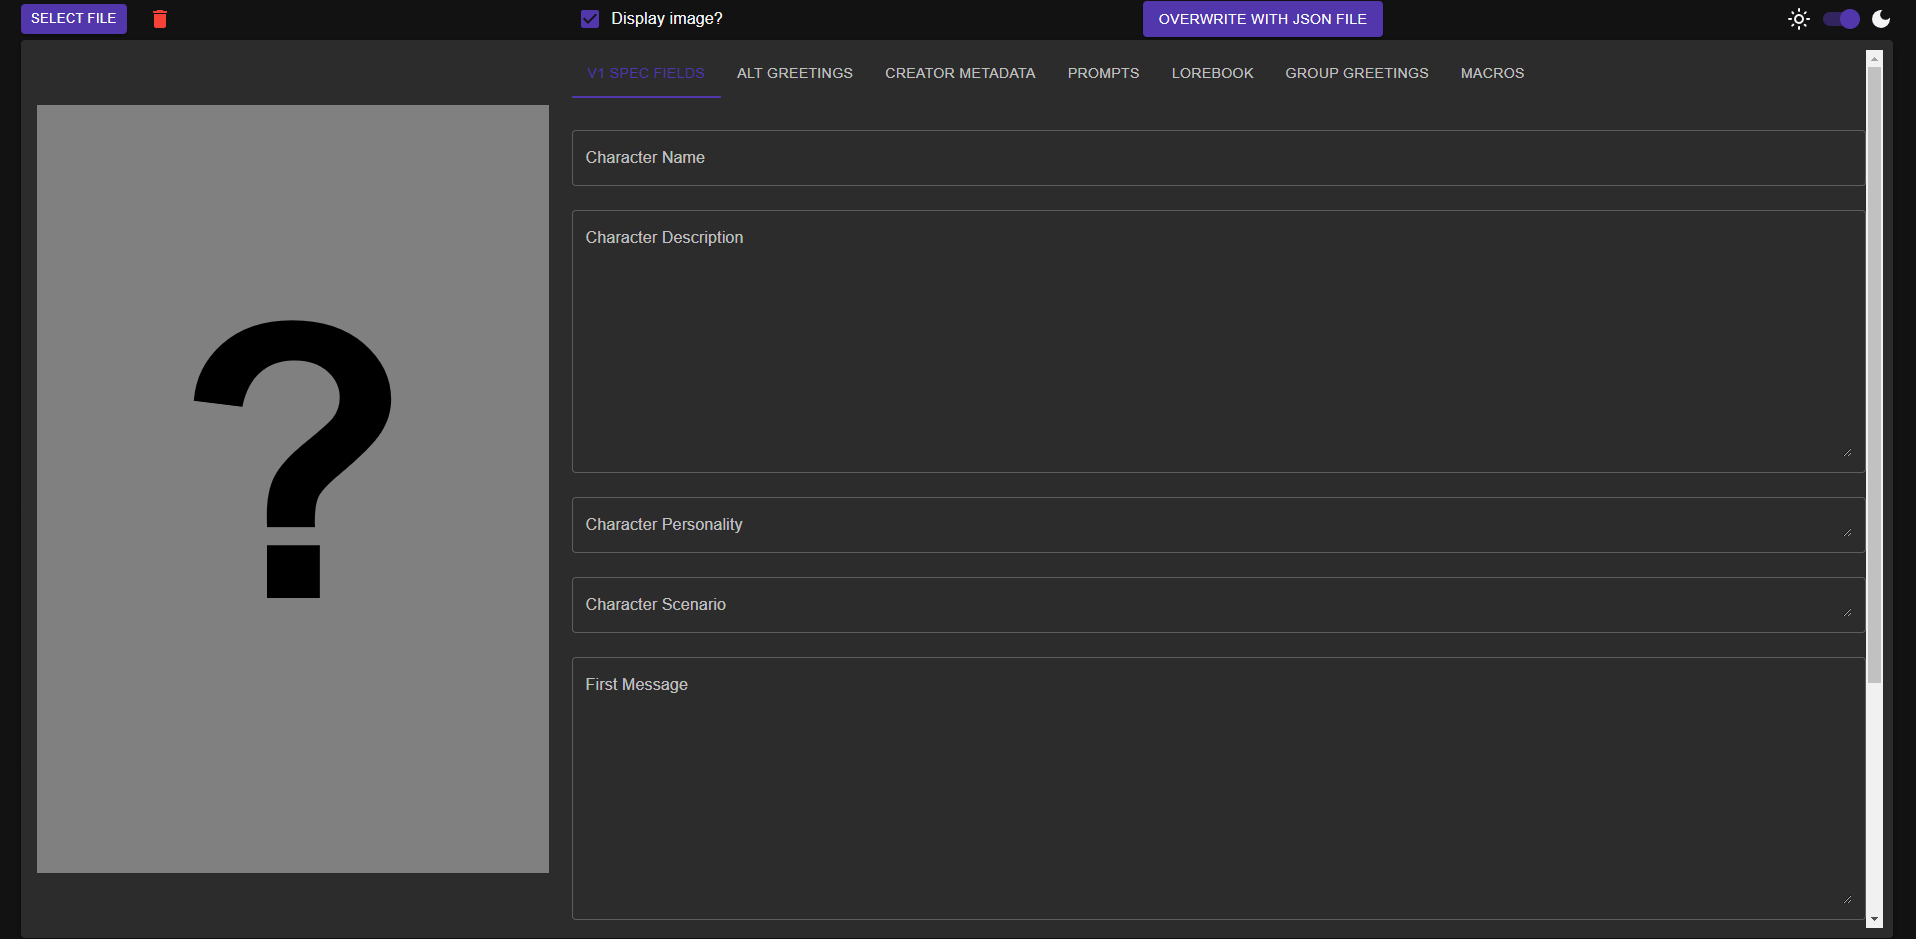 SELECT FILE
Display image?
OVERWRITE WITH JSON FILE
V1 SPEC FIELDS
ALT GREETINGS
CREATOR METADATA
PROMPTS
LOREBOOK
GROUP GREETINGS
MACROS
?
Character Name
Character Description
Character Personality
Character Scenario
First Message